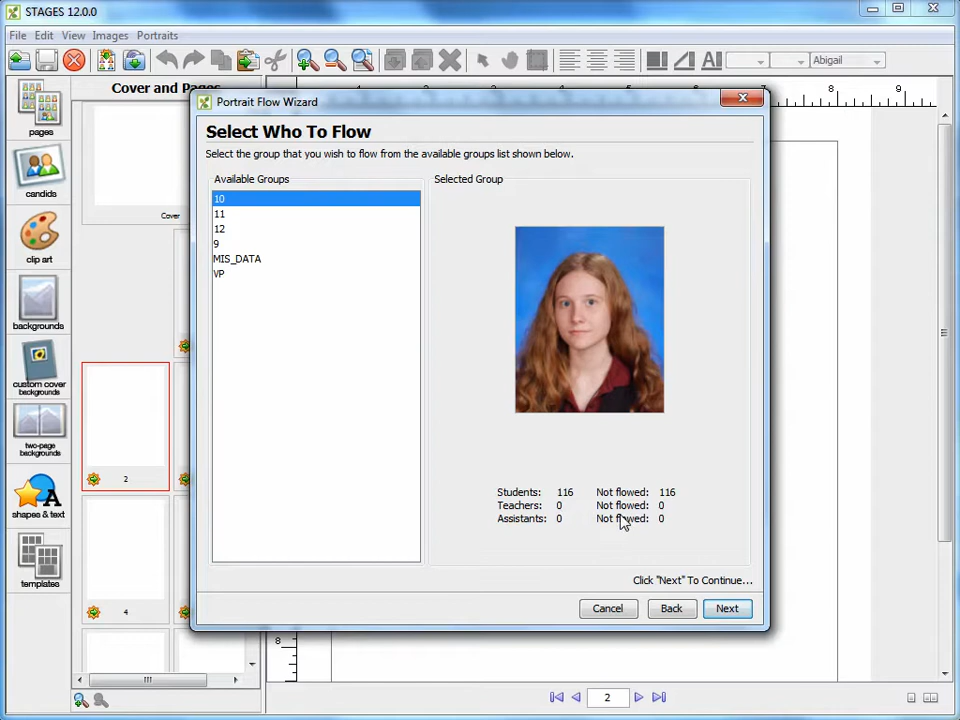 STAGES 12.0.0
File Edit View Images Portraits
Abigail
pages
candids
clip art
backgrounds
custom cover
backgrounds
two-page
backgrounds
shapes & text
templates
Cover and Pages
Cover
2
4
8
9
8
Portrait Flow Wizard
Select Who To Flow
Select the group that you wish to flow from the available groups list shown below.
Available Groups
10
11
12
9
MIS_DATA
VP
Selected Group
Students: 116 Not flowed: 116
Teachers: 0 Not flowed: 0
Assistants: 0 Not flowed: 0
Click "Next" To Continue...
Cancel Back Next
2